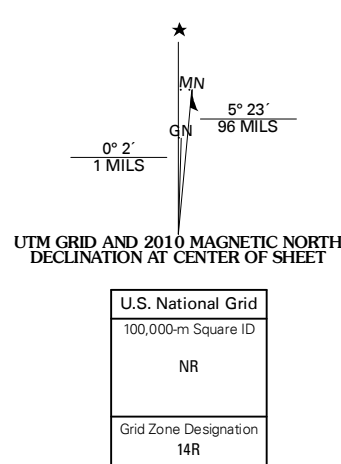 MN
GN
5° 23´
96 MILS
0° 2´
1 MILS
UTM GRID AND 2010 MAGNETIC NORTH
DECLINATION AT CENTER OF SHEET
U.S. National Grid
100,000-m Square ID
NR
Grid Zone Designation
14R